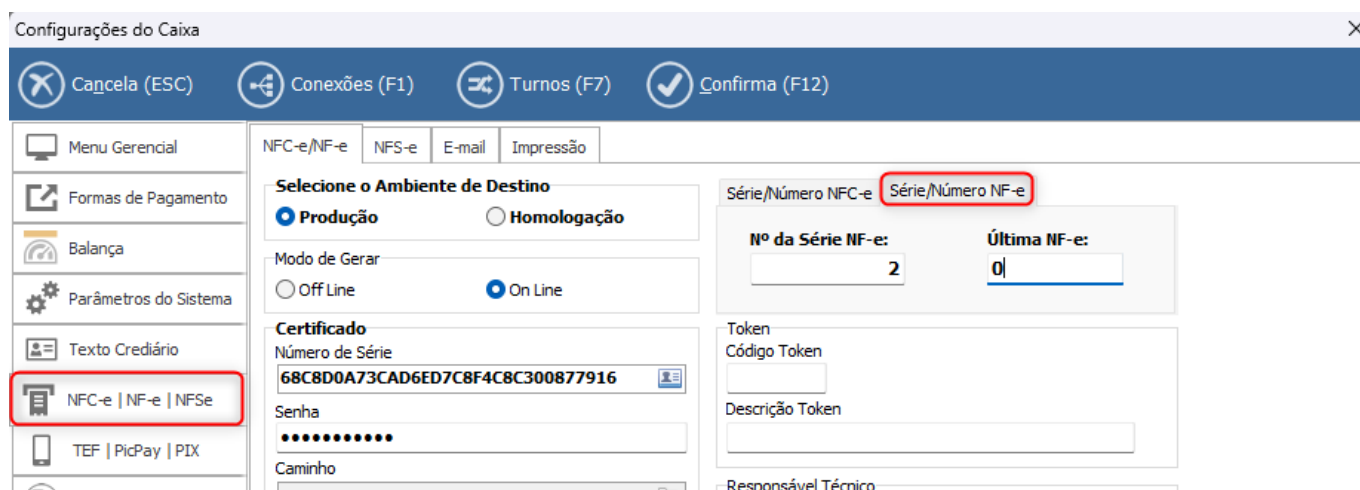 Configurações do Caixa
Cancela (ESC)
Conexões (F1)
Turnos (F7)
Confirma (F12)
Menu Gerencial
Formas de Pagamento
Balança
Parâmetros do Sistema
Texto Crediário
NFC-e | NF-e | NFSe
TEF | PicPay | PIX
NFC-e/NF-e
NFS-e
E-mail
Impressão
Selecione o Ambiente de Destino
Produção
Homologação
Modo de Gerar
Off Line
On Line
Certificado
Número de Série
68C8D0A73CAD6ED7C8F4C8C300877916
Senha
•••••••••••
Caminho
Série/Número NFC-e
Série/Número NF-e
Nº da Série NF-e:
Última NF-e:
2
0
Token
Código Token
Descrição Token
Responsável Técnico